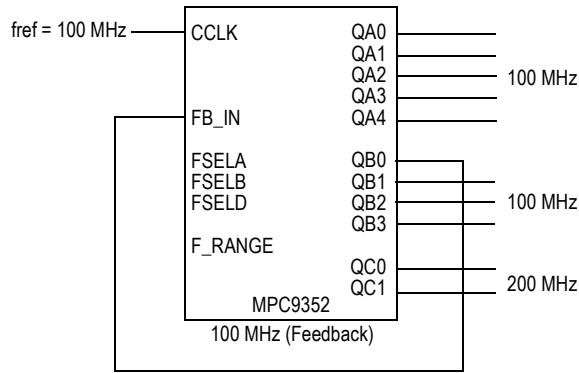 fref = 100 MHz
CCLK
QA0
QA1
QA2
QA3
QA4
100 MHz
FB_IN
FSELA
FSELB
FSELD
QB0
QB1
QB2
QB3
100 MHz
F_RANGE
QC0
QC1
200 MHz
MPC9352
100 MHz (Feedback)